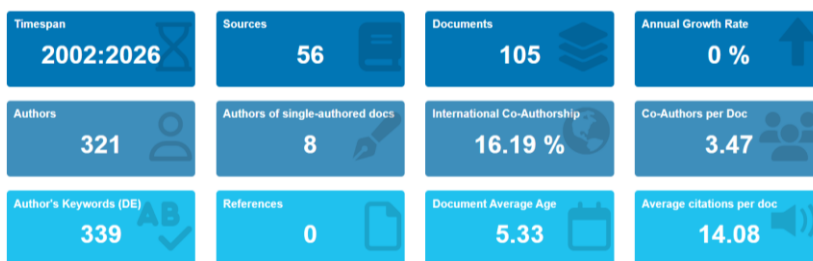 Timespan
2002:2026
Sources
56
Documents
105
Annual Growth Rate
0 %
Authors
321
Authors of single-authored docs
8
International Co-Authorship
16.19 %
Co-Authors per Doc
3.47
Author's Keywords (DE)
339
AB
References
0
Document Average Age
5.33
Average citations per doc
14.08